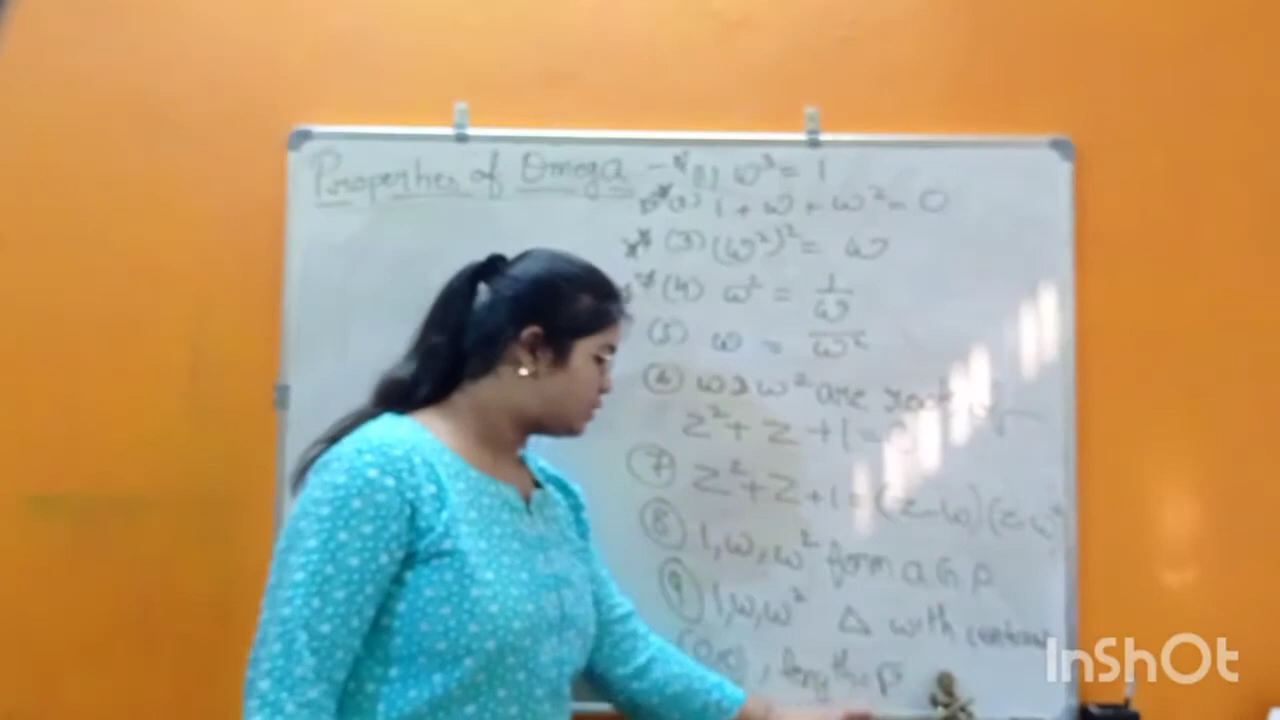 Properties of Omega - * (1) ω³ = 1
** (2) 1 + ω + ω² = 0
** (3) (ω²)² = ω
* (4) ω² = 1/ω
(5) ω = 1/ω²
(6) ω & ω² are roots of
z² + z + 1 =
(7) z² + z + 1 = (z-ω)(z-ω²
(8) 1, ω, ω² form a G P
(9) 1, ω, ω² Δ with
length
InShOt